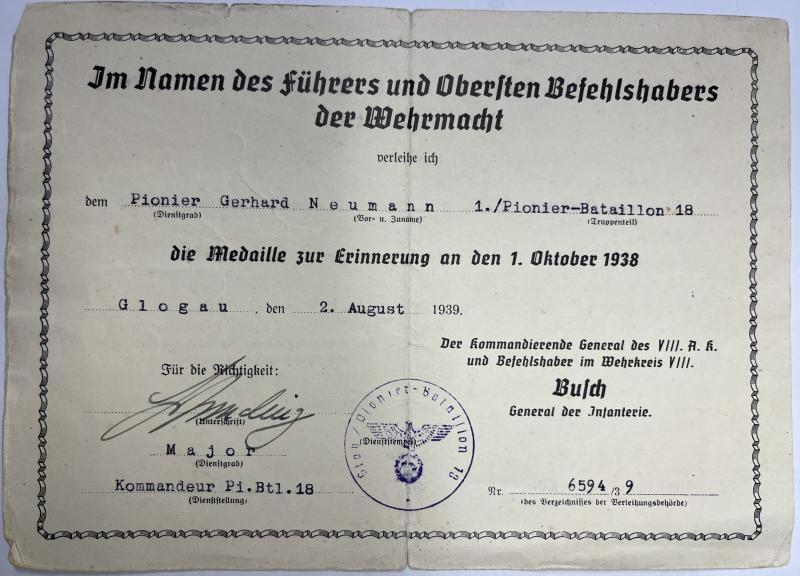 Im Namen des Führers und Obersten Befehlshabers
der Wehrmacht
verleihe ich
dem Pionier Gerhard Neumann 1./Pionier-Bataillon 18
(Dienstgrad) (Vor- u. Zuname) (Truppenteil)
die Medaille zur Erinnerung an den 1. Oktober 1938
Glogau, den 2. August 1939.
Der Kommandierende General des VIII. A. K.
und Befehlshaber im Wehrkreis VIII.
Für die Richtigkeit:
Busch
General der Infanterie.
(Unterschrift)
(Dienststempel)
Pionier-Bataillon 18
Major
(Dienstgrad)
Kommandeur Pi.Btl.18
(Dienststellung)
Nr. 6594/39
(des Verzeichnisses der Verleihungsbehörde)